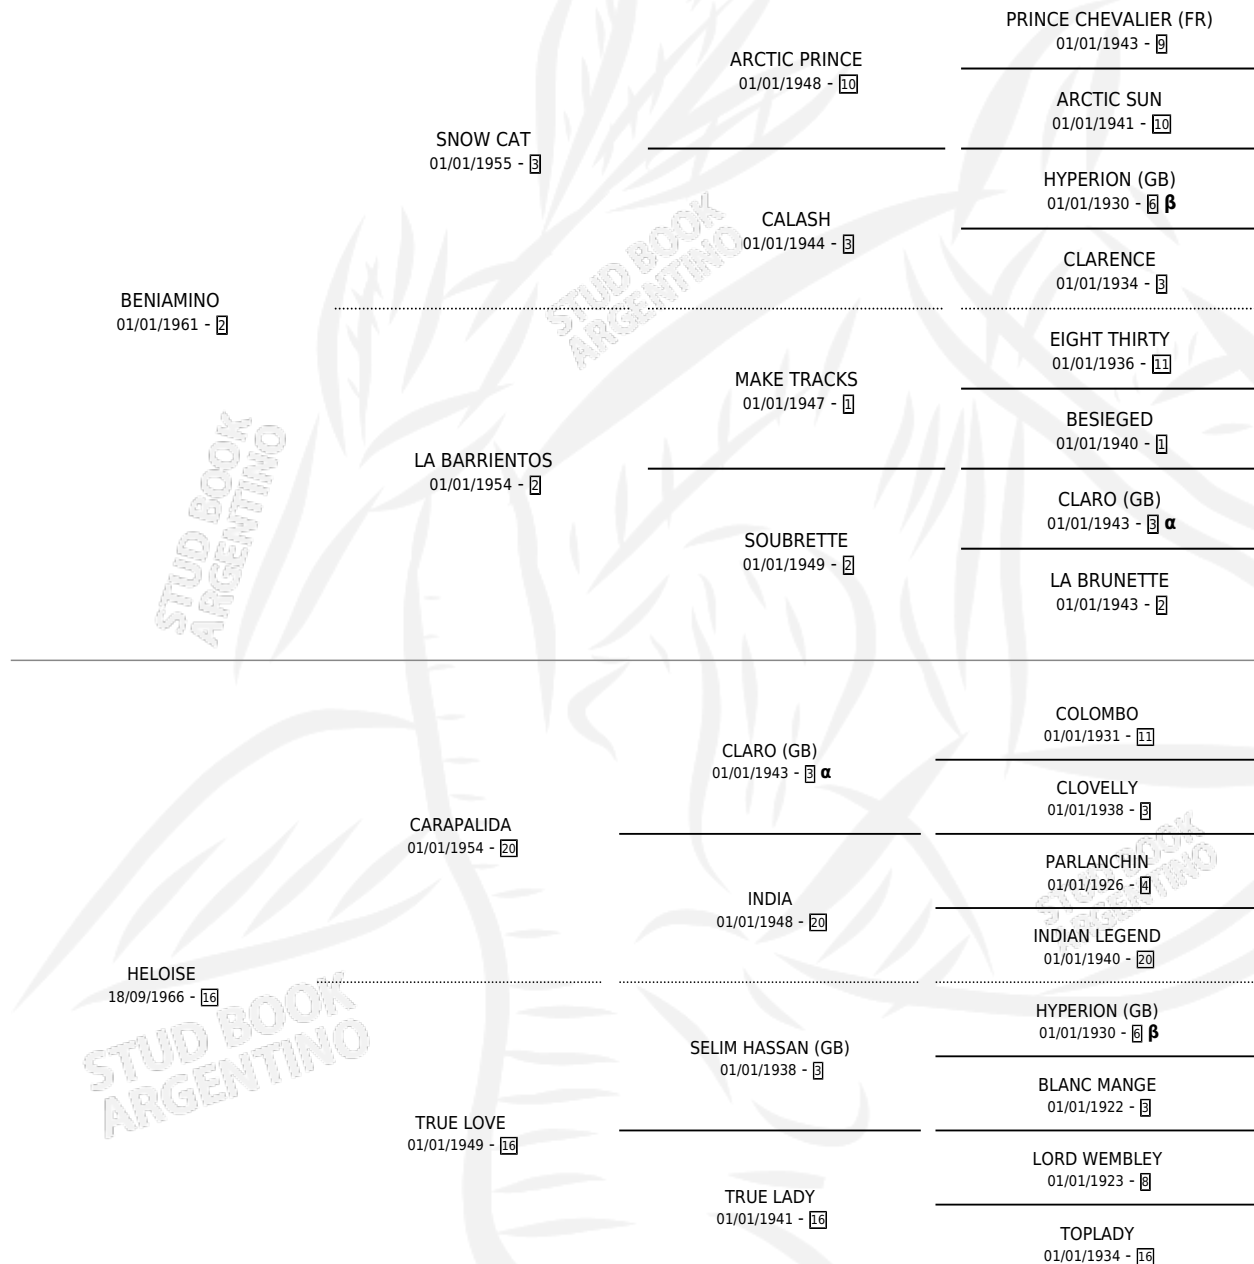 PRINCE CHEVALIER (FR)
01/01/1943 - 9
ARCTIC PRINCE
01/01/1948 - 10
ARCTIC SUN
01/01/1941 - 10
SNOW CAT
01/01/1955 - 3
HYPERION (GB)
01/01/1930 - 6 β
CALASH
01/01/1944 - 3
CLARENCE
01/01/1934 - 3
BENIAMINO
01/01/1961 - 2
EIGHT THIRTY
01/01/1936 - 11
MAKE TRACKS
01/01/1947 - 1
BESIEGED
01/01/1940 - 1
LA BARRIENTOS
01/01/1954 - 2
CLARO (GB)
01/01/1943 - 3 α
SOUBRETTE
01/01/1949 - 2
LA BRUNETTE
01/01/1943 - 2
COLOMBO
01/01/1931 - 11
CLARO (GB)
01/01/1943 - 3 α
CLOVELLY
01/01/1938 - 3
CARAPALIDA
01/01/1954 - 20
PARLANCHIN
01/01/1926 - 4
INDIA
01/01/1948 - 20
INDIAN LEGEND
01/01/1940 - 20
HELOISE
18/09/1966 - 16
HYPERION (GB)
01/01/1930 - 6 β
SELIM HASSAN (GB)
01/01/1938 - 3
BLANC MANGE
01/01/1922 - 3
TRUE LOVE
01/01/1949 - 16
LORD WEMBLEY
01/01/1923 - 8
TRUE LADY
01/01/1941 - 16
TOPLADY
01/01/1934 - 16
STUD BOOK
ARGENTINO
STUD BOOK
ARGENTINO
STUD BOOK
ARGENTINO
STUD BOOK
ARGENTINO